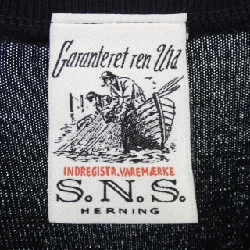 Garanteret ren Uld
INDREGISTR. VAREMÆRKE
S.N.S.
HERNING